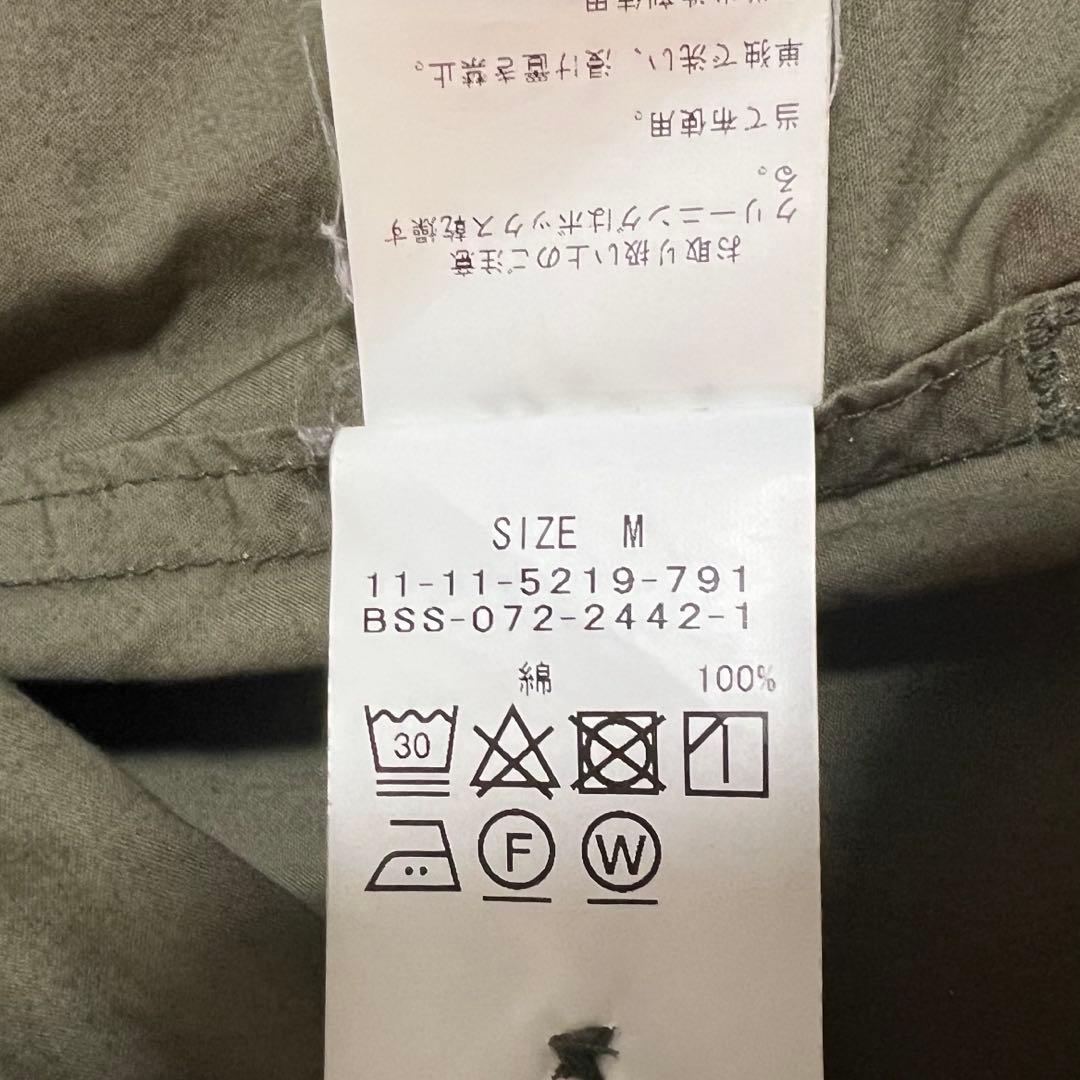 お取り扱い上のご注意
クリーニングはボックス乾燥す
る。
当て布使用。
単独で洗い、浸け置き禁止。
SIZE M
11-11-5219-791
BSS-072-2442-1
綿 100%
30
F W